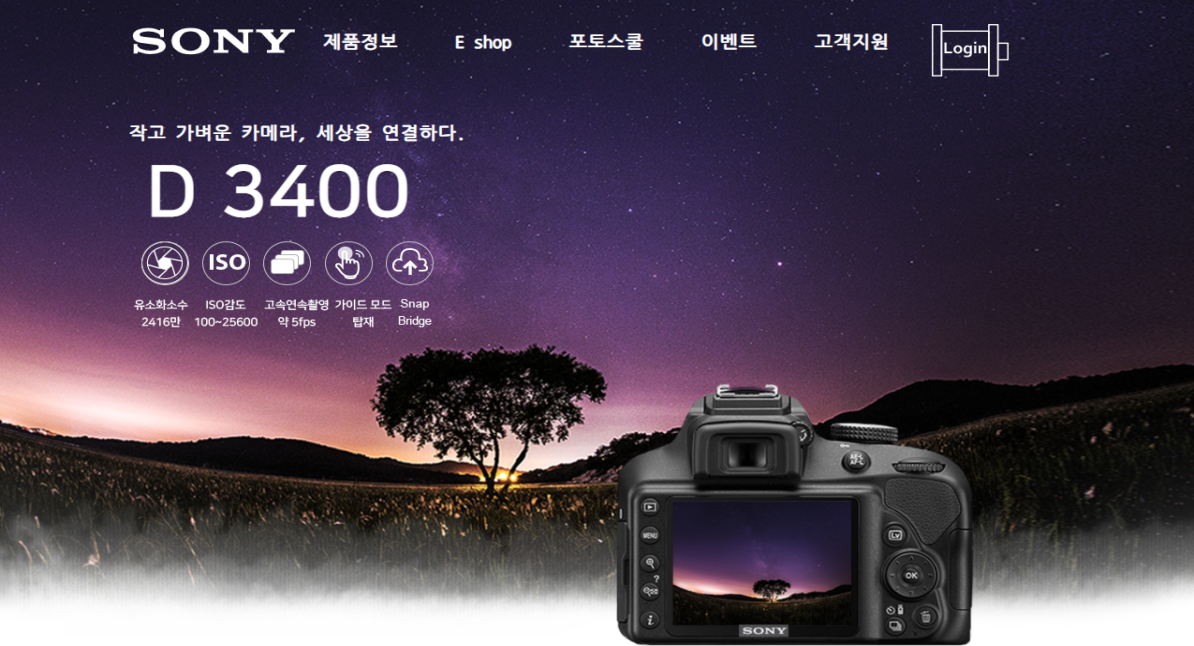 SONY 제품정보 E shop 포토스쿨 이벤트 고객지원 Login
작고 가벼운 카메라, 세상을 연결하다.
D 3400
ISO
유소화소수 ISO감도 고속연속촬영 가이드 모드 Snap
2416만 100~25600 약 5fps 탑재 Bridge
AE-L
AF-L
MENU
Lv
OK
?
i
SONY